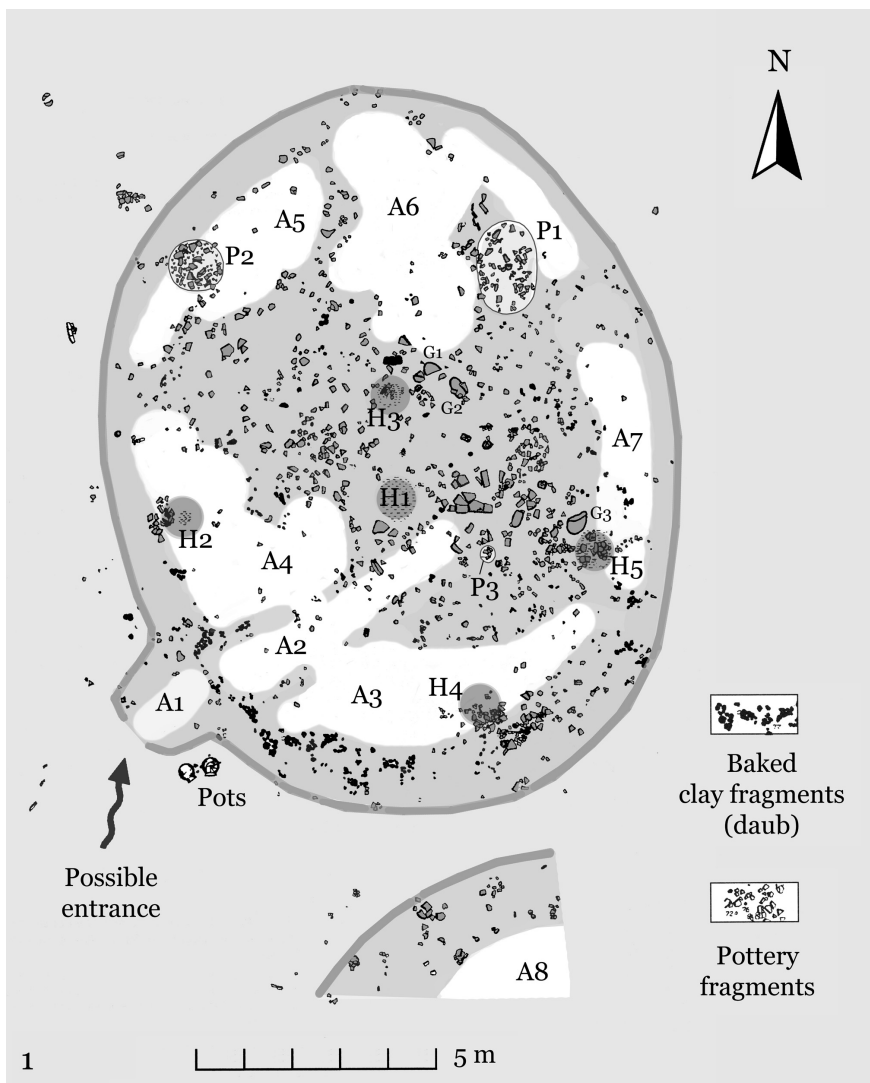 N
A6
A5
P1
P2
G1
G2
H3
A7
H1
G3
H2
A4
H5
P3
A2
H4
A3
A1
Pots
Possible
entrance
Baked
clay fragments
(daub)
Pottery
fragments
A8
1
5 m